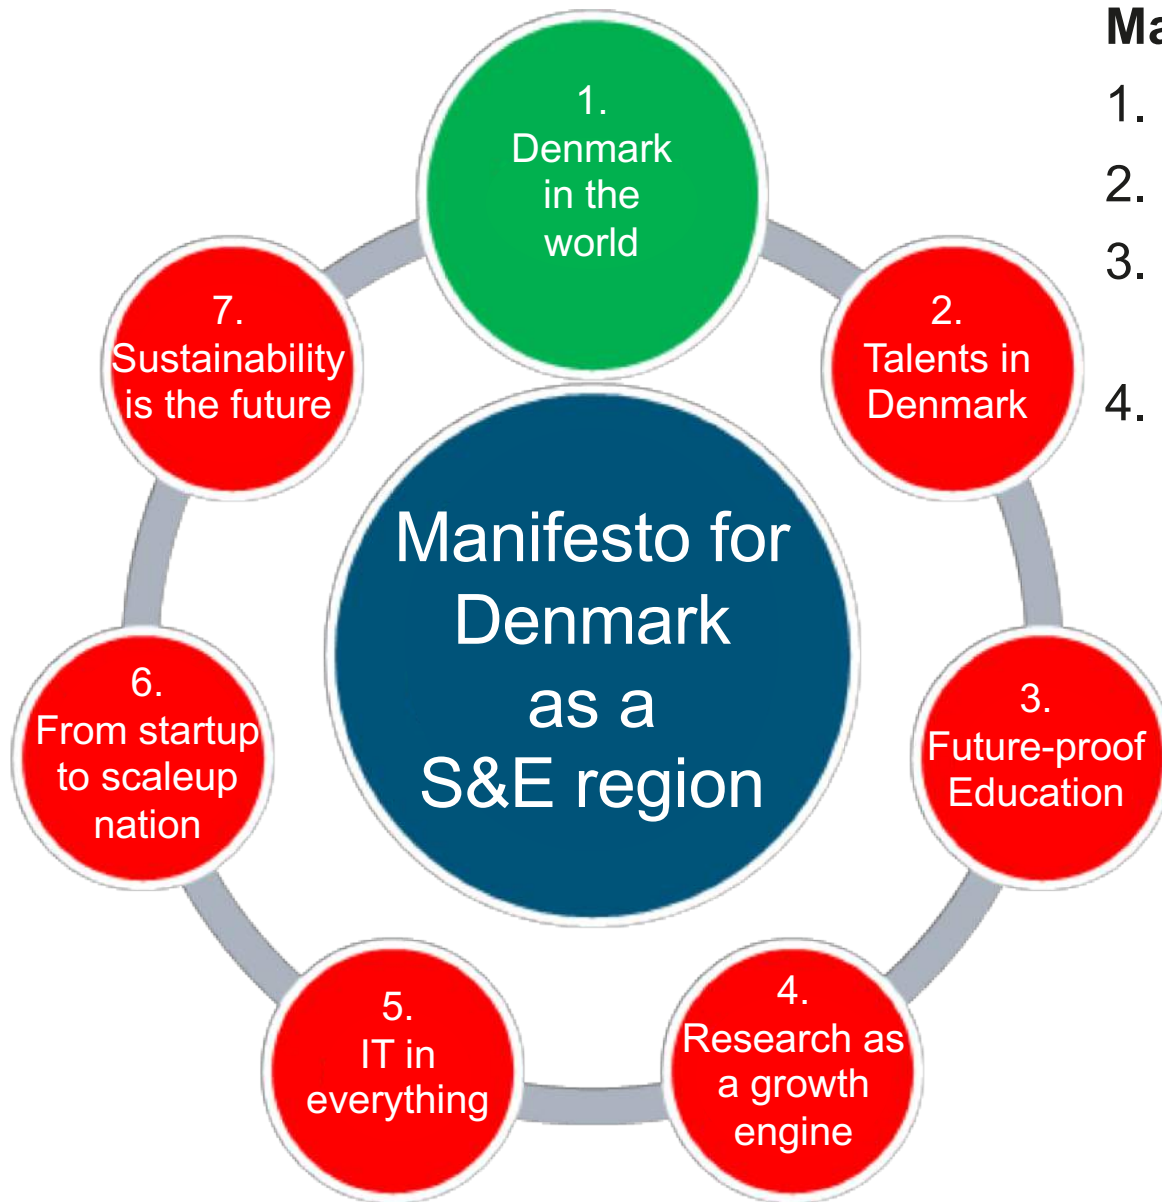 1.
Denmark
in the
world
2.
Talents in
Denmark
3.
Future-proof
Education
4.
Research as
a growth
engine
5.
IT in
everything
6.
From startup
to scaleup
nation
7.
Sustainability
is the future
Manifesto for
Denmark
as a
S&E region
1.
2.
3.
4.